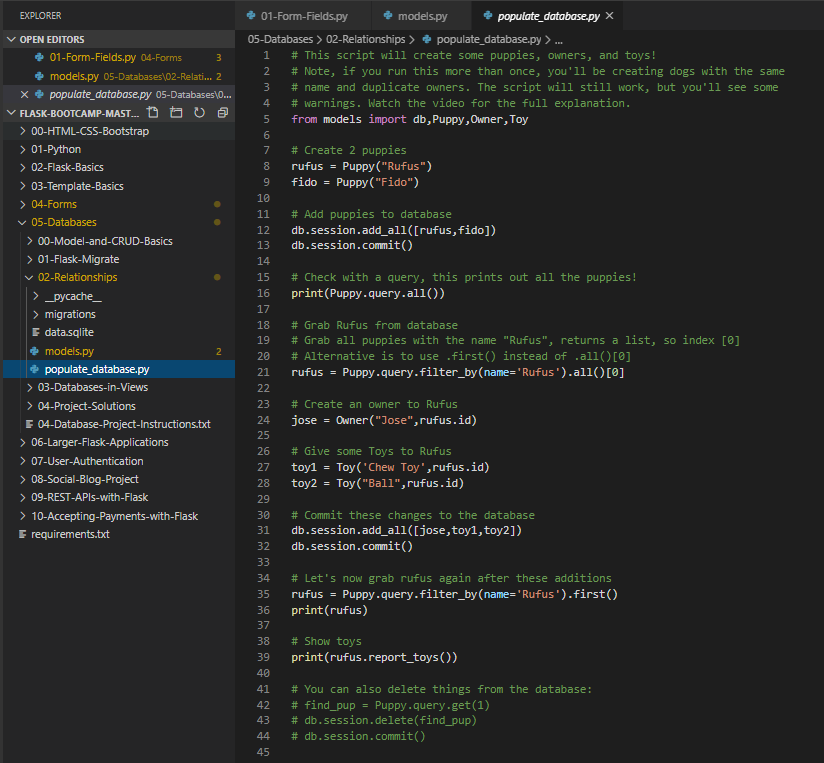 EXPLORER
OPEN EDITORS
01-Form-Fields.py 04-Forms 3
models.py 05-Databases\02-Relati... 2
populate_database.py 05-Databases\0...
FLASK-BOOTCAMP-MAST...
00-HTML-CSS-Bootstrap
01-Python
02-Flask-Basics
03-Template-Basics
04-Forms
05-Databases
00-Model-and-CRUD-Basics
01-Flask-Migrate
02-Relationships
__pycache__
migrations
data.sqlite
models.py 2
populate_database.py
03-Databases-in-Views
04-Project-Solutions
04-Database-Project-Instructions.txt
06-Larger-Flask-Applications
07-User-Authentication
08-Social-Blog-Project
09-REST-APIs-with-Flask
10-Accepting-Payments-with-Flask
requirements.txt
01-Form-Fields.py models.py populate_database.py
05-Databases > 02-Relationships > populate_database.py > ...
1 # This script will create some puppies, owners, and toys!
2 # Note, if you run this more than once, you'll be creating dogs with the same
3 # name and duplicate owners. The script will still work, but you'll see some
4 # warnings. Watch the video for the full explanation.
5 from models import db,Puppy,Owner,Toy
6
7 # Create 2 puppies
8 rufus = Puppy("Rufus")
9 fido = Puppy("Fido")
10
11 # Add puppies to database
12 db.session.add_all([rufus,fido])
13 db.session.commit()
14
15 # Check with a query, this prints out all the puppies!
16 print(Puppy.query.all())
17
18 # Grab Rufus from database
19 # Grab all puppies with the name "Rufus", returns a list, so index [0]
20 # Alternative is to use .first() instead of .all()[0]
21 rufus = Puppy.query.filter_by(name='Rufus').all()[0]
22
23 # Create an owner to Rufus
24 jose = Owner("Jose",rufus.id)
25
26 # Give some Toys to Rufus
27 toy1 = Toy('Chew Toy',rufus.id)
28 toy2 = Toy("Ball",rufus.id)
29
30 # Commit these changes to the database
31 db.session.add_all([jose,toy1,toy2])
32 db.session.commit()
33
34 # Let's now grab rufus again after these additions
35 rufus = Puppy.query.filter_by(name='Rufus').first()
36 print(rufus)
37
38 # Show toys
39 print(rufus.report_toys())
40
41 # You can also delete things from the database:
42 # find_pup = Puppy.query.get(1)
43 # db.session.delete(find_pup)
44 # db.session.commit()
45